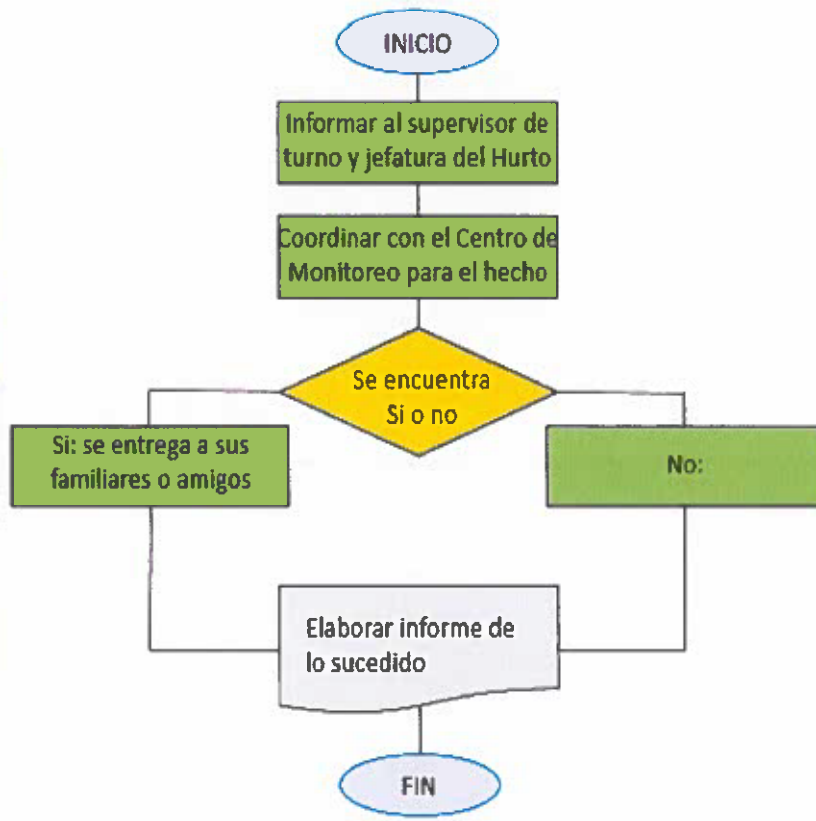 INICIO
Informar al supervisor de
turno y jefatura del Hurto
Coordinar con el Centro de
Monitoreo para el hecho
Se encuentra
Si o no
Si: se entrega a sus
familiares o amigos
No:
Elaborar informe de
lo sucedido
FIN